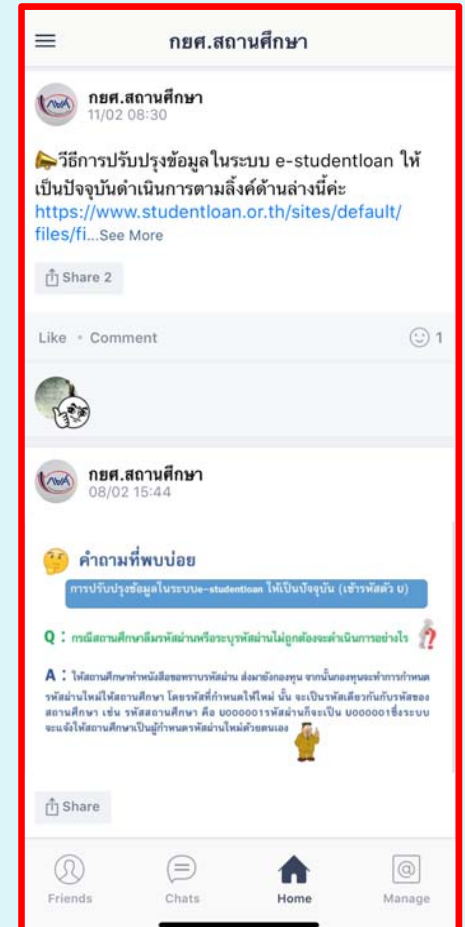 กยศ.สถานศึกษา
กยศ.สถานศึกษา
11/02 08:30
วีธีการปรับปรุงข้อมูลในระบบ e-studentloan ให้
เป็นปัจจุบันดำเนินการตามลิ้งค์ด้านล่างนี้ค่ะ
https://www.studentloan.or.th/sites/default/
files/fi...See More
Share 2
Like • Comment
1
กยศ.สถานศึกษา
08/02 15:44
คำถามที่พบบ่อย
การปรับปรุงข้อมูลในระบบe-studentloan ให้เป็นปัจจุบัน (เข้ารหัสตัว U)
Q : กรณีสถานศึกษาลืมรหัสผ่านหรือระบุรหัสผ่านไม่ถูกต้องจะดำเนินการอย่างไร
A : ให้สถานศึกษาทำหนังสือขอทราบรหัสผ่าน ส่งมายังกองทุน จากนั้นกองทุนจะทำการกำหนด
รหัสผ่านใหม่ให้สถานศึกษา โดยรหัสที่กำหนดให้ใหม่ นั้น จะเป็นรหัสเดียวกันกับรหัสของ
สถานศึกษา เช่น รหัสสถานศึกษา คือ U000001รหัสผ่านก็จะเป็น U000001ซึ่งระบบ
จะแจ้งให้สถานศึกษาเป็นผู้กำหนดรหัสผ่านใหม่ด้วยตนเอง
Share
Friends
Chats
Home
Manage